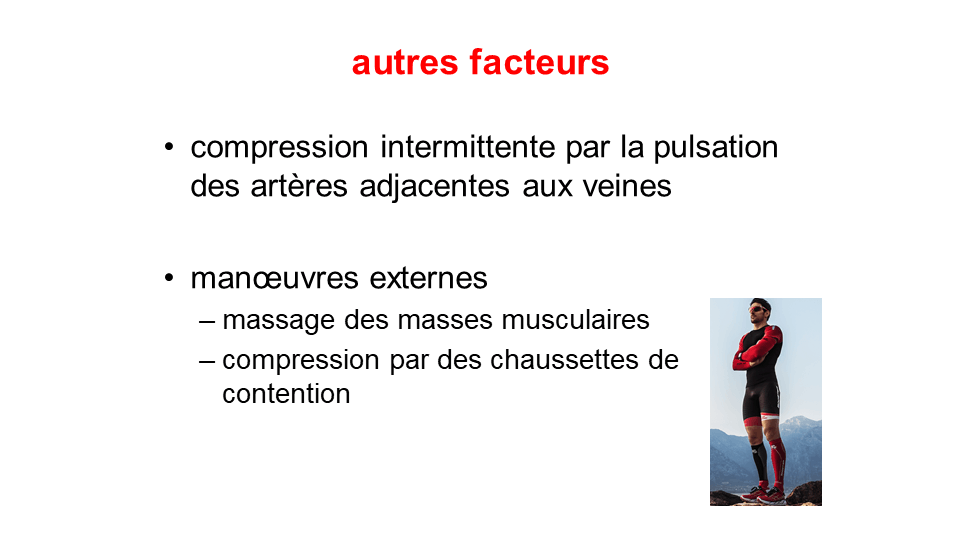 autres facteurs
• compression intermittente par la pulsation
des artères adjacentes aux veines
• manœuvres externes
– massage des masses musculaires
– compression par des chaussettes de
contention